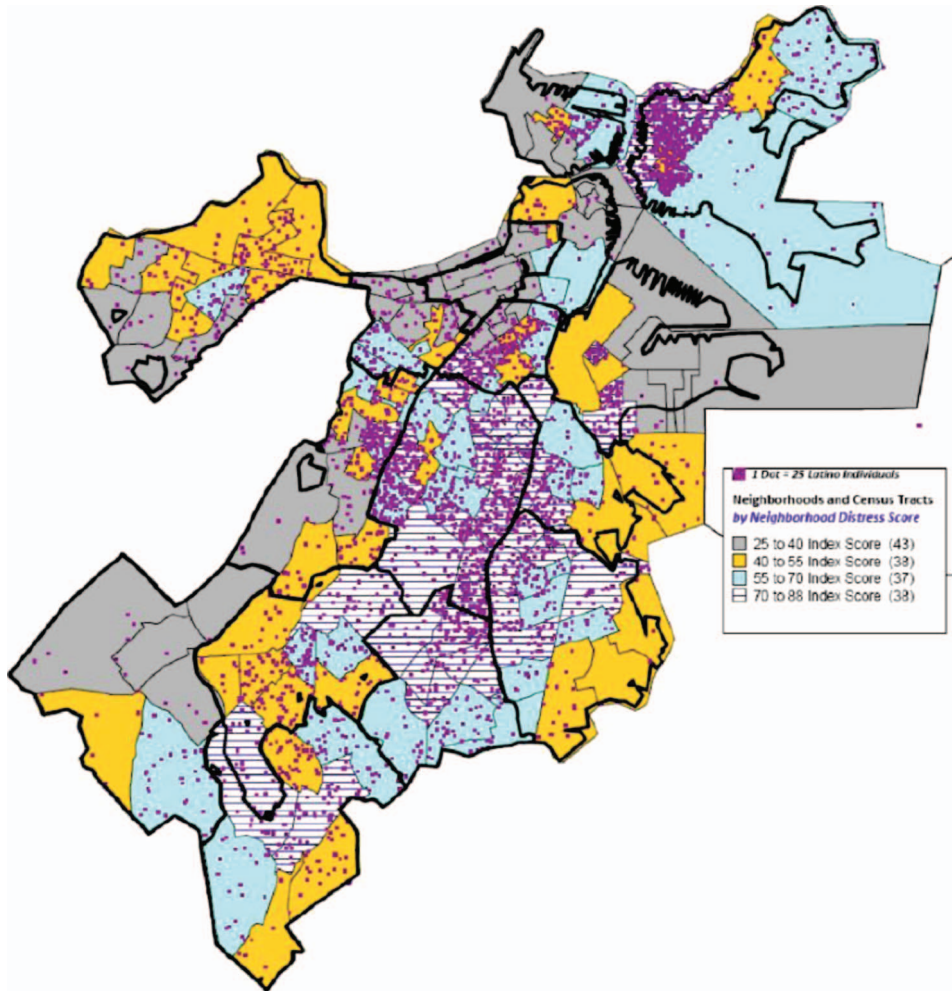 1 Dot = 25 Latino Individuals
Neighborhoods and Census Tracts
by Neighborhood Distress Score
25 to 40 Index Score (43)
40 to 55 Index Score (38)
55 to 70 Index Score (37)
70 to 88 Index Score (38)